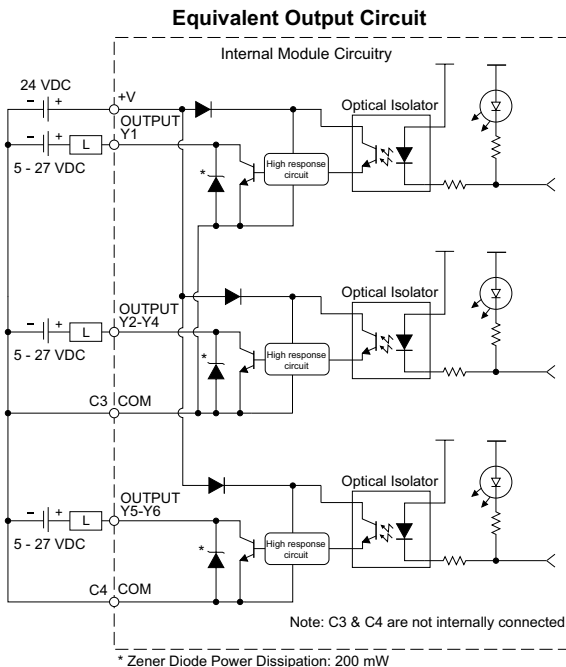 Equivalent Output Circuit
Internal Module Circuitry
24 VDC
- +
+V
Optical Isolator
OUTPUT
Y1
- +
L
5 - 27 VDC
*
High response
circuit
OUTPUT
Y2-Y4
Optical Isolator
- +
L
5 - 27 VDC
*
High response
circuit
C3 COM
OUTPUT
Y5-Y6
Optical Isolator
- +
L
5 - 27 VDC
*
High response
circuit
C4 COM
Note: C3 & C4 are not internally connected
* Zener Diode Power Dissipation: 200 mW